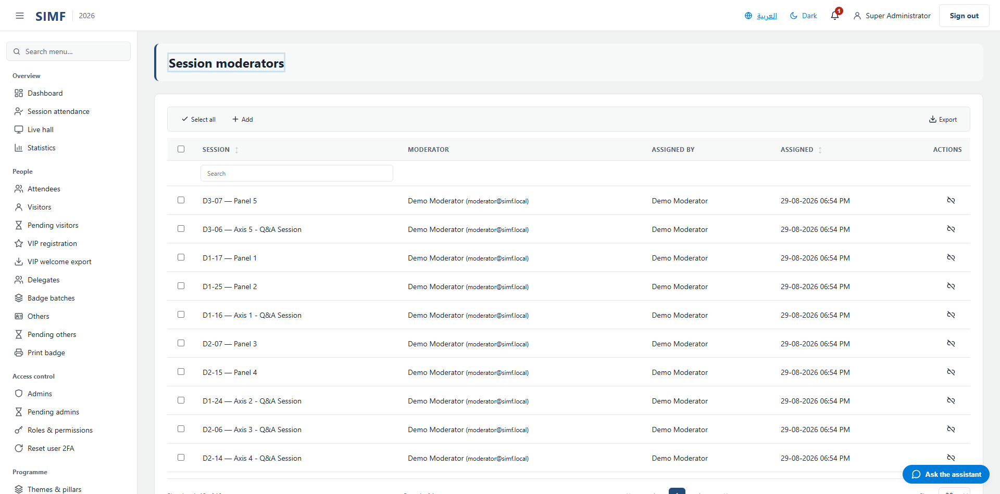 SIMF 2026
العربية Dark 1 Super Administrator Sign out
Search menu...
Overview
Dashboard
Session attendance
Live hall
Statistics
People
Attendees
Visitors
Pending visitors
VIP registration
VIP welcome export
Delegates
Badge batches
Others
Pending others
Print badge
Access control
Admins
Pending admins
Roles & permissions
Reset user 2FA
Programme
Themes & pillars
Session moderators
Select all Add Export
SESSION MODERATOR ASSIGNED BY ASSIGNED ACTIONS
Search
D3-07 — Panel 5 Demo Moderator (moderator@simf.local) Demo Moderator 29-08-2026 06:54 PM
D3-06 — Axis 5 - Q&A Session Demo Moderator (moderator@simf.local) Demo Moderator 29-08-2026 06:54 PM
D1-17 — Panel 1 Demo Moderator (moderator@simf.local) Demo Moderator 29-08-2026 06:54 PM
D1-25 — Panel 2 Demo Moderator (moderator@simf.local) Demo Moderator 29-08-2026 06:54 PM
D1-16 — Axis 1 - Q&A Session Demo Moderator (moderator@simf.local) Demo Moderator 29-08-2026 06:54 PM
D2-07 — Panel 3 Demo Moderator (moderator@simf.local) Demo Moderator 29-08-2026 06:54 PM
D2-15 — Panel 4 Demo Moderator (moderator@simf.local) Demo Moderator 29-08-2026 06:54 PM
D1-24 — Axis 2 - Q&A Session Demo Moderator (moderator@simf.local) Demo Moderator 29-08-2026 06:54 PM
D2-06 — Axis 3 - Q&A Session Demo Moderator (moderator@simf.local) Demo Moderator 29-08-2026 06:54 PM
D2-14 — Axis 4 - Q&A Session Demo Moderator (moderator@simf.local) Demo Moderator 29-08-2026 06:54 PM
Ask the assistant